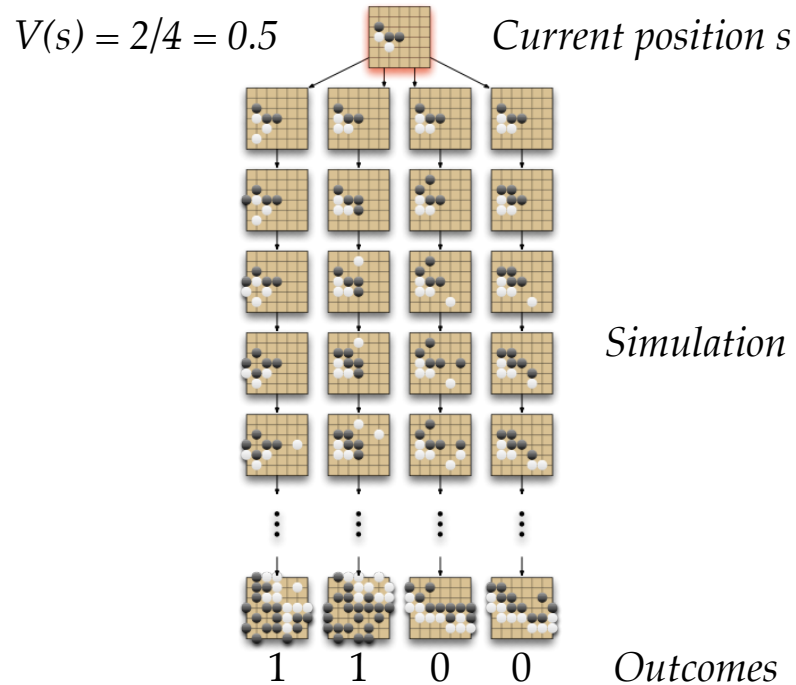 V(s) = 2/4 = 0.5
Current position s
Simulation
1 1 0 0
Outcomes